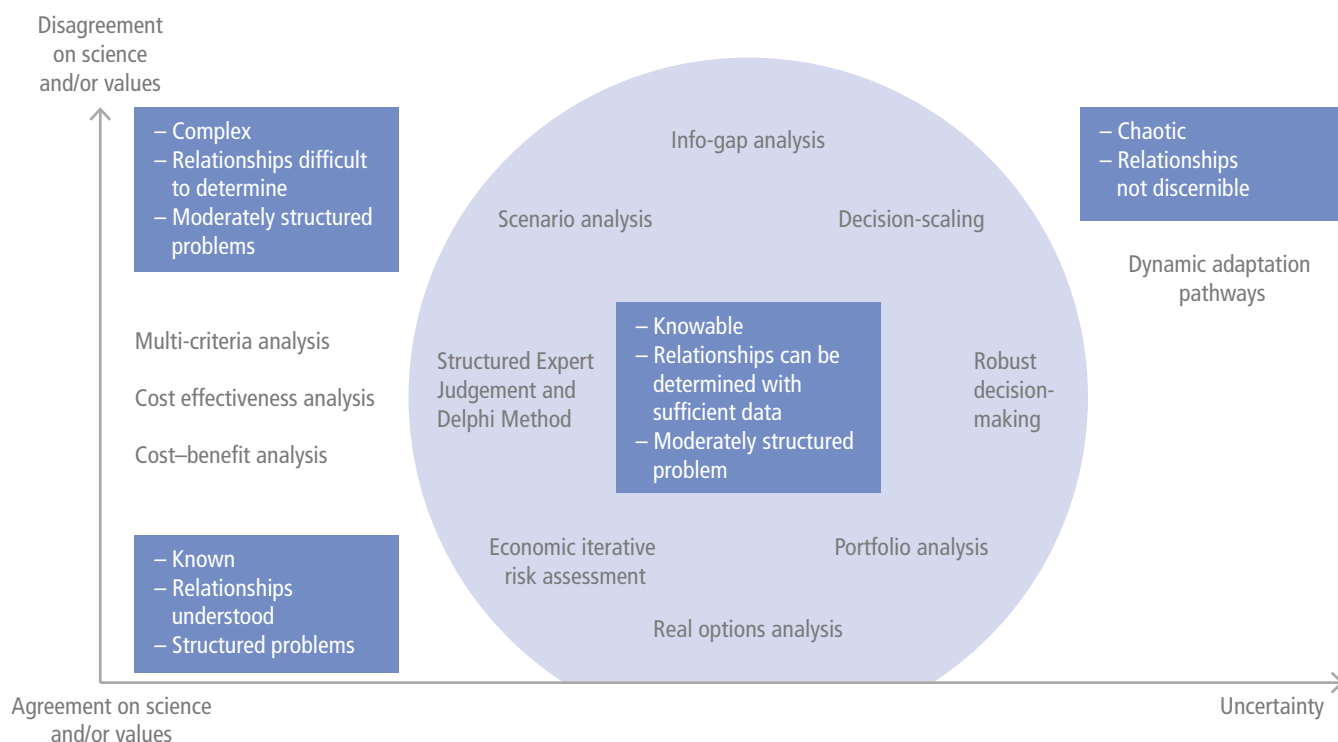 Disagreement
on science
and/or values
– Complex
– Relationships difficult
to determine
– Moderately structured
problems
Info-gap analysis
Scenario analysis
Decision-scaling
– Chaotic
– Relationships
not discernible
Dynamic adaptation
pathways
Multi-criteria analysis
Cost effectiveness analysis
Cost–benefit analysis
Structured Expert
Judgement and
Delphi Method
– Knowable
– Relationships can be
determined with
sufficient data
– Moderately structured
problem
Robust
decision-
making
– Known
– Relationships
understood
– Structured problems
Economic iterative
risk assessment
Portfolio analysis
Real options analysis
Agreement on science
and/or values
Uncertainty